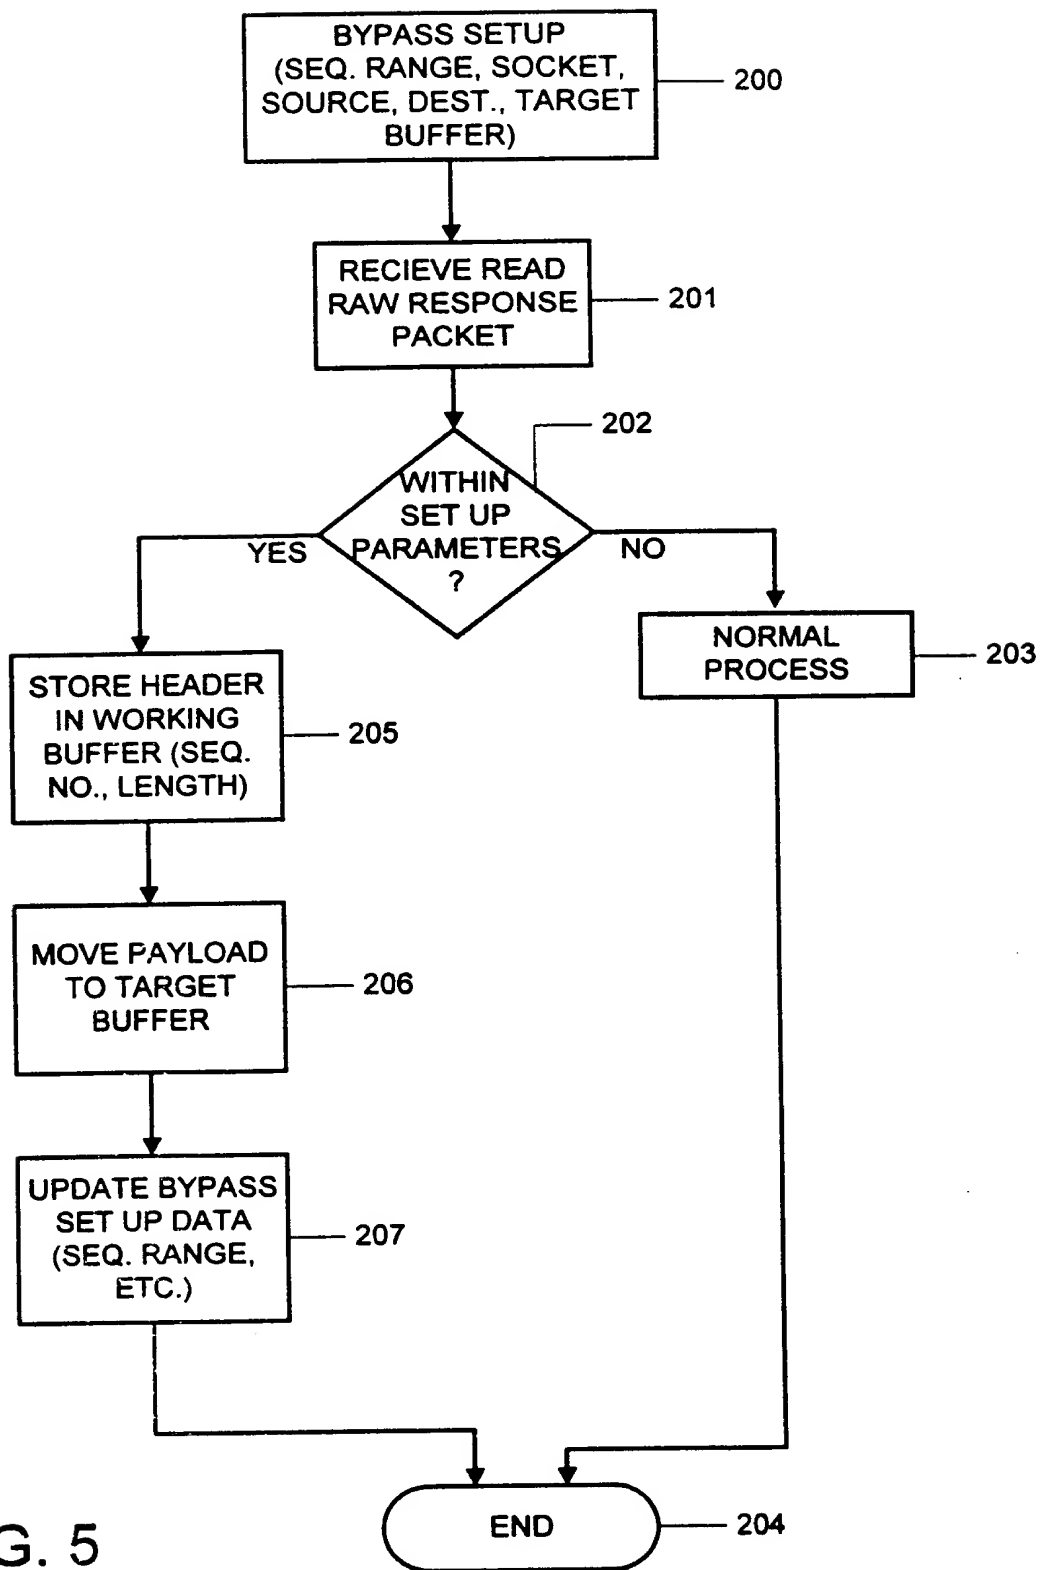 BYPASS SETUP
(SEQ. RANGE, SOCKET,
SOURCE, DEST., TARGET
BUFFER)
200
RECIEVE READ
RAW RESPONSE
PACKET
201
202
WITHIN
SET UP
PARAMETERS
?
YES
NO
NORMAL
PROCESS
203
STORE HEADER
IN WORKING
BUFFER (SEQ.
NO., LENGTH)
205
MOVE PAYLOAD
TO TARGET
BUFFER
206
UPDATE BYPASS
SET UP DATA
(SEQ. RANGE,
ETC.)
207
END
204
G. 5